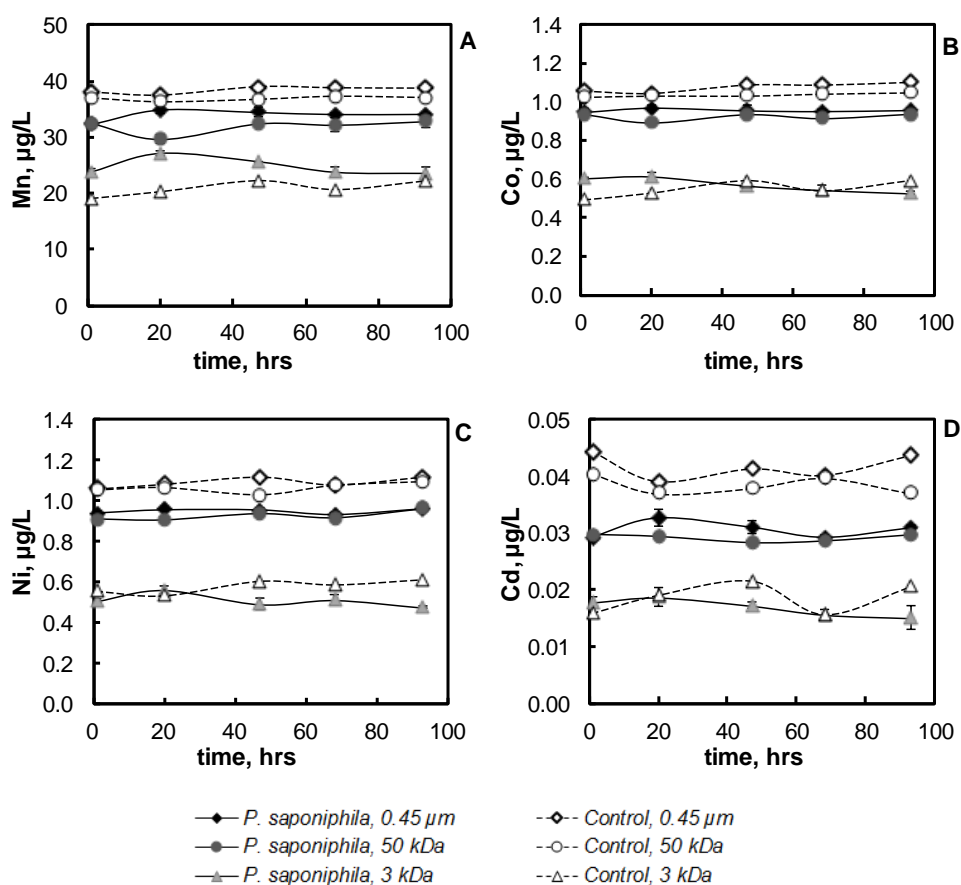 A
Mn, µg/L
50
40
30
20
10
0
0 20 40 60 80 100
time, hrs
B
Co, µg/L
1.4
1.2
1.0
0.8
0.6
0.4
0.2
0.0
0 20 40 60 80 100
time, hrs
C
Ni, µg/L
1.4
1.2
1.0
0.8
0.6
0.4
0.2
0.0
0 20 40 60 80 100
time, hrs
D
Cd, µg/L
0.05
0.04
0.03
0.02
0.01
0.00
0 20 40 60 80 100
time, hrs
P. saponiphila, 0.45 µm
P. saponiphila, 50 kDa
P. saponiphila, 3 kDa
Control, 0.45 µm
Control, 50 kDa
Control, 3 kDa